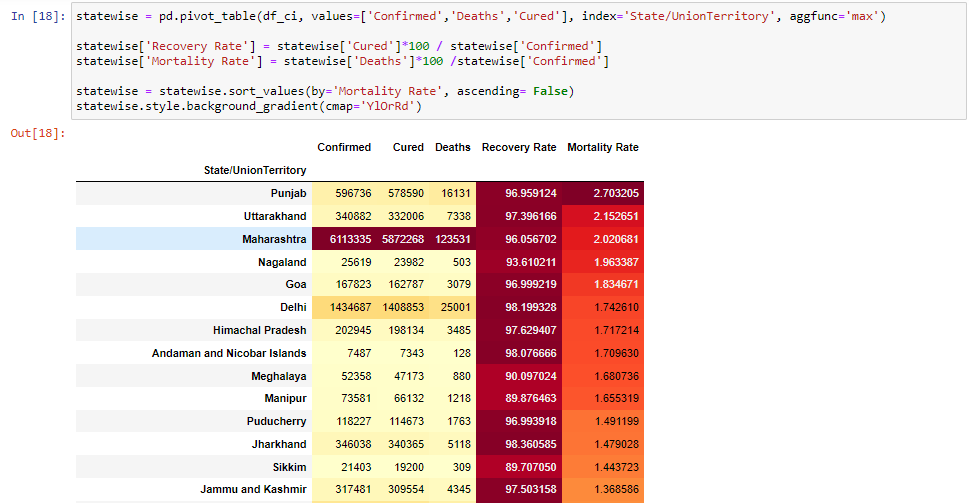 In [18]: statewise = pd.pivot_table(df_ci, values=['Confirmed','Deaths','Cured'], index='State/UnionTerritory', aggfunc='max')
statewise['Recovery Rate'] = statewise['Cured']*100 / statewise['Confirmed']
statewise['Mortality Rate'] = statewise['Deaths']*100 /statewise['Confirmed']
statewise = statewise.sort_values(by='Mortality Rate', ascending= False)
statewise.style.background_gradient(cmap='YlOrRd')
Out[18]:
Confirmed Cured Deaths Recovery Rate Mortality Rate
State/UnionTerritory
Punjab 596736 578590 16131 96.959124 2.703205
Uttarakhand 340882 332006 7338 97.396166 2.152651
Maharashtra 6113335 5872268 123531 96.056702 2.020681
Nagaland 25619 23982 503 93.610211 1.963387
Goa 167823 162787 3079 96.999219 1.834671
Delhi 1434687 1408853 25001 98.199328 1.742610
Himachal Pradesh 202945 198134 3485 97.629407 1.717214
Andaman and Nicobar Islands 7487 7343 128 98.076666 1.709630
Meghalaya 52358 47173 880 90.097024 1.680736
Manipur 73581 66132 1218 89.876463 1.655319
Puducherry 118227 114673 1763 96.993918 1.491199
Jharkhand 346038 340365 5118 98.360585 1.479028
Sikkim 21403 19200 309 89.707050 1.443723
Jammu and Kashmir 317481 309554 4345 97.503158 1.368586